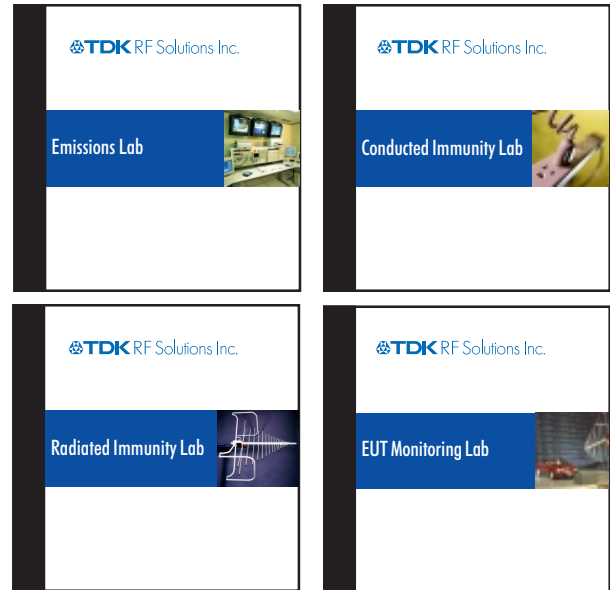 TDK RF Solutions Inc.
Emissions Lab
TDK RF Solutions Inc.
Conducted Immunity Lab
TDK RF Solutions Inc.
Radiated Immunity Lab
TDK RF Solutions Inc.
EUT Monitoring Lab